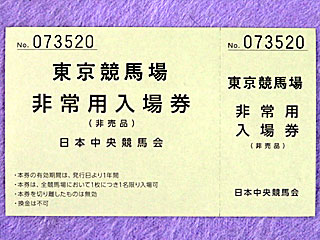 No. 073520
東京競馬場
非常用入場券
(非売品)
日本中央競馬会
・本券の有効期間は、発行日より1年間
・本券は、全競馬場において1枚につき1名限り入場可
・本券を切り離したものは無効
・換金は不可
No. 073520
東京競馬場
非常用
入場券
(非売品)
日本中央競馬会